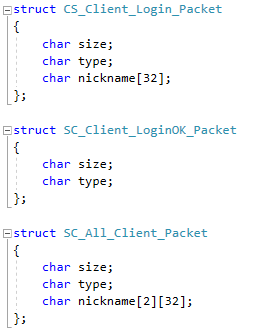 struct CS_Client_Login_Packet
{
char size;
char type;
char nickname[32];
};
struct SC_Client_LoginOK_Packet
{
char size;
char type;
};
struct SC_All_Client_Packet
{
char size;
char type;
char nickname[2][32];
};